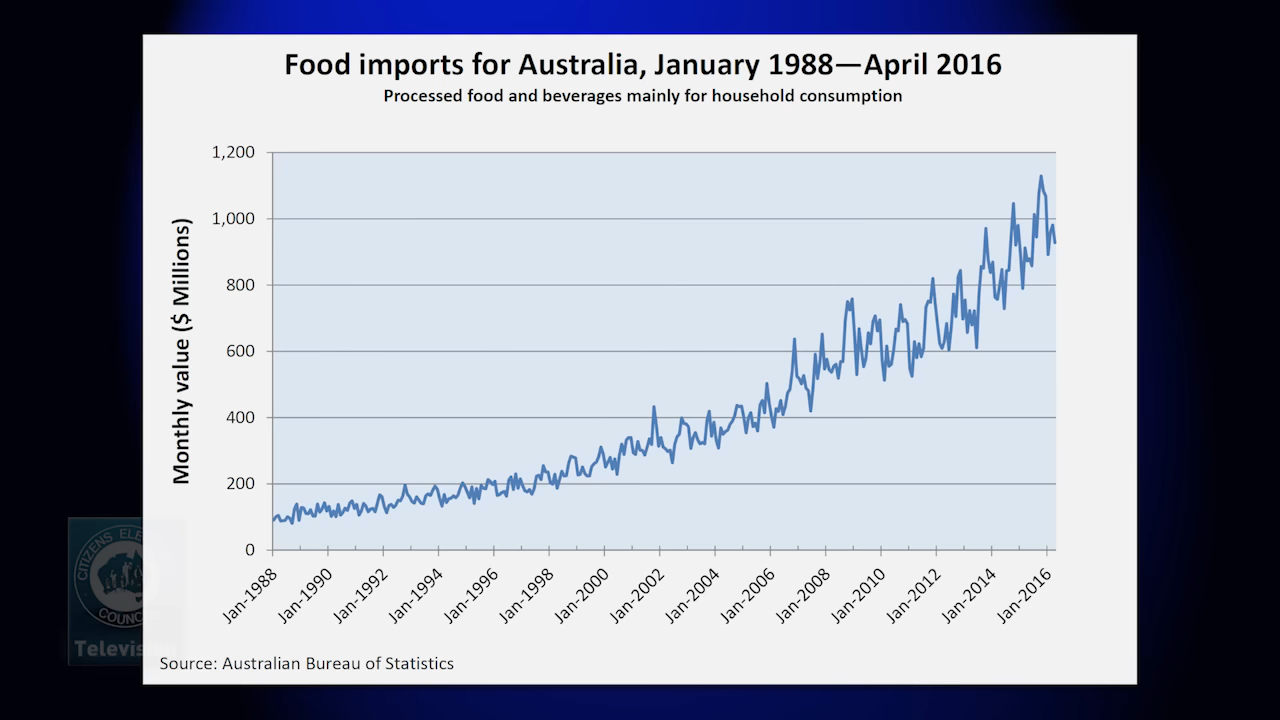 Food imports for Australia, January 1988—April 2016
Processed food and beverages mainly for household consumption
Monthly value ($ Millions)
1,200
1,000
800
600
400
200
0
Jan-1988
Jan-1990
Jan-1992
Jan-1994
Jan-1996
Jan-1998
Jan-2000
Jan-2002
Jan-2004
Jan-2006
Jan-2008
Jan-2010
Jan-2012
Jan-2014
Jan-2016
CITIZENS
Source: Australian Bureau of Statistics